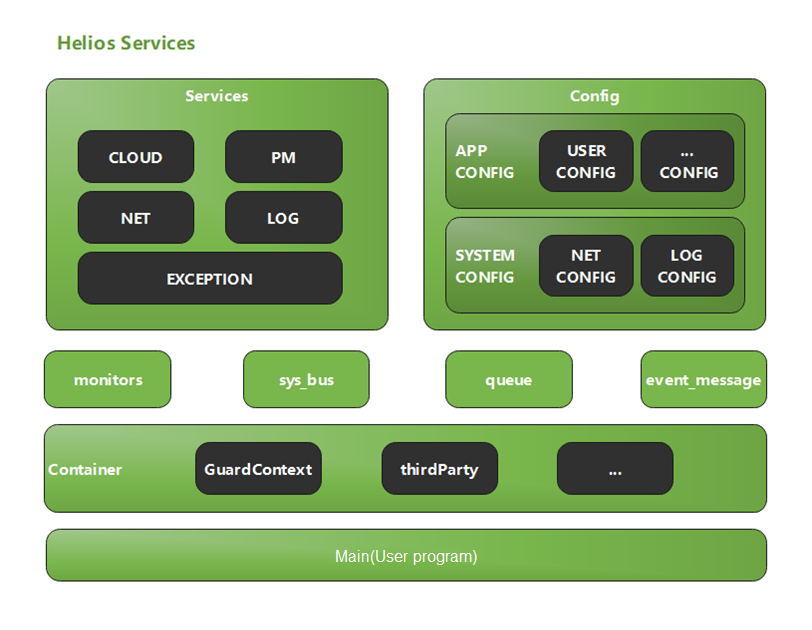 Helios Services
Services
CLOUD
PM
NET
LOG
EXCEPTION
Config
APP
CONFIG
USER
CONFIG
...
CONFIG
SYSTEM
CONFIG
NET
CONFIG
LOG
CONFIG
monitors
sys_bus
queue
event_message
Container
GuardContext
thirdParty
...
Main(User program)